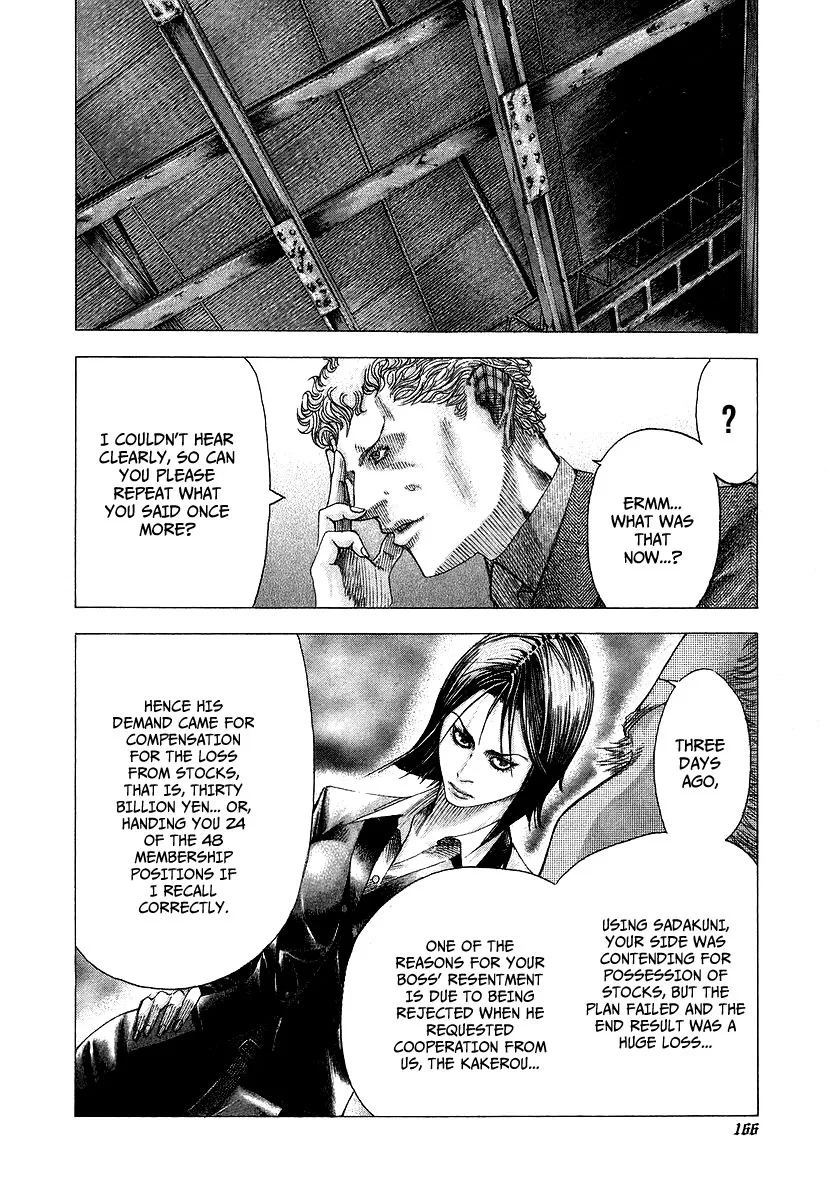 ?
ERMM...
WHAT WAS
THAT
NOW...?
I COULDN'T HEAR
CLEARLY, SO CAN
YOU PLEASE
REPEAT WHAT
YOU SAID ONCE
MORE?
THREE
DAYS
AGO,
USING SADAKUNI,
YOUR SIDE WAS
CONTENDING FOR
POSSESSION OF
STOCKS, BUT THE
PLAN FAILED AND THE
END RESULT WAS A
HUGE LOSS...
ONE OF THE
REASONS FOR YOUR
BOSS' RESENTMENT
IS DUE TO BEING
REJECTED WHEN HE
REQUESTED
COOPERATION FROM
US, THE KAKEROU...
HENCE HIS
DEMAND CAME FOR
COMPENSATION
FOR THE LOSS
FROM STOCKS,
THAT IS, THIRTY
BILLION YEN... OR,
HANDING YOU 24
OF THE 48
MEMBERSHIP
POSITIONS IF
I RECALL
CORRECTLY.
166